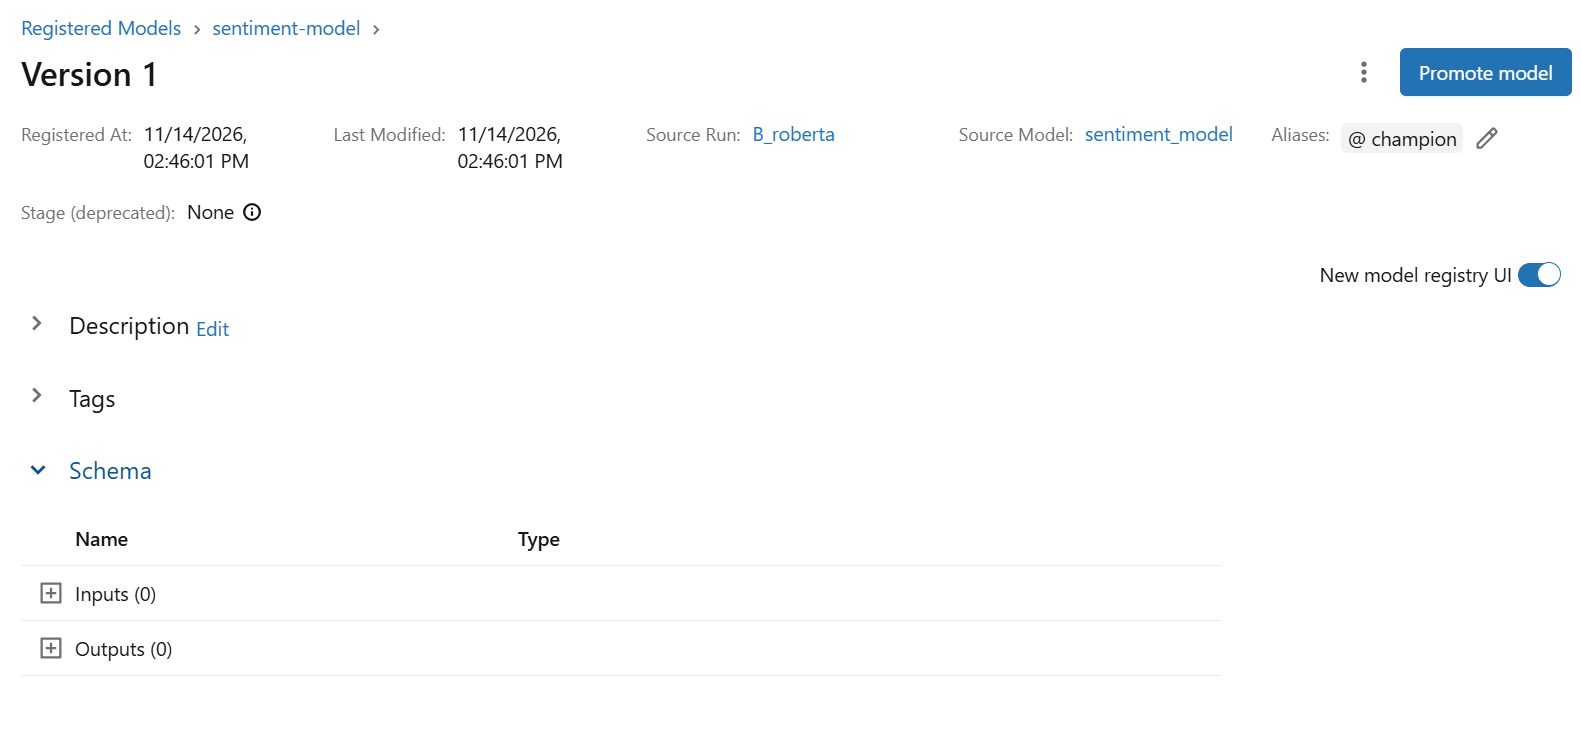 Registered Models > sentiment-model >
Version 1
Promote model
Registered At: 11/14/2026, 02:46:01 PM
Last Modified: 11/14/2026, 02:46:01 PM
Source Run: B_roberta
Source Model: sentiment_model
Aliases: @ champion
Stage (deprecated): None
New model registry UI
Description Edit
Tags
Schema
Name Type
Inputs (0)
Outputs (0)